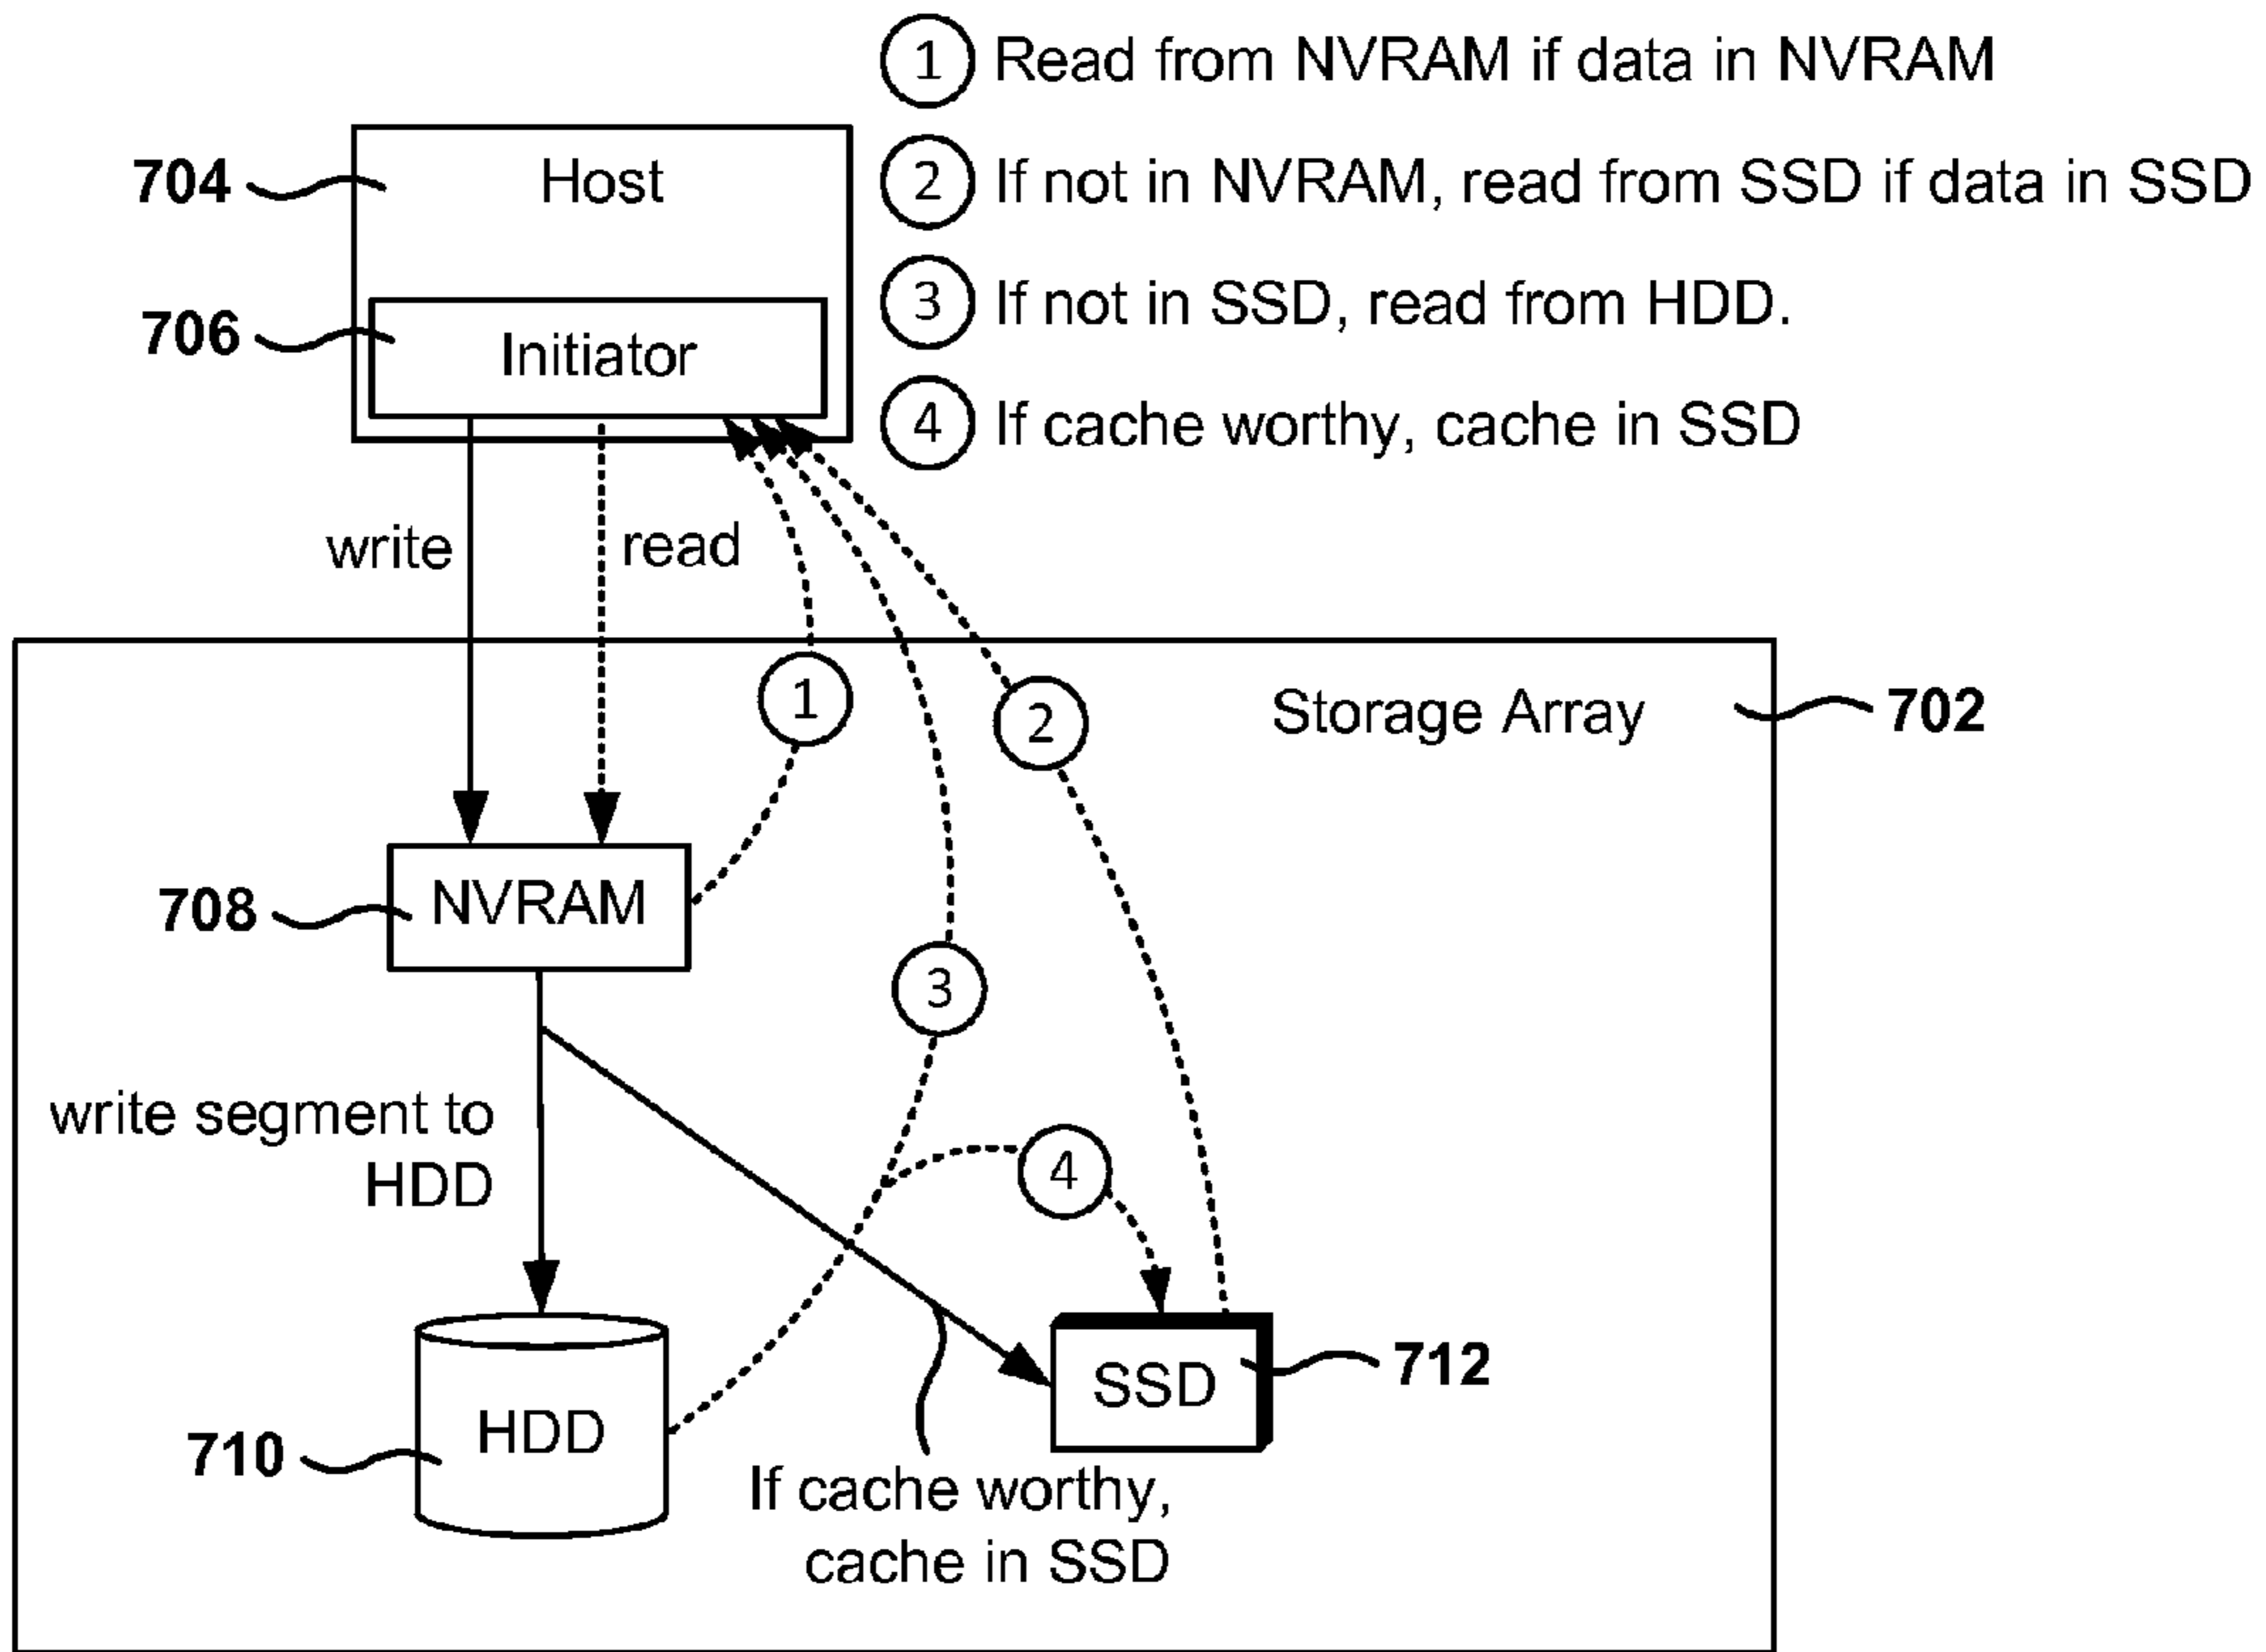 1 Read from NVRAM if data in NVRAM
2 If not in NVRAM, read from SSD if data in SSD
3 If not in SSD, read from HDD.
4 If cache worthy, cache in SSD
704
Host
706
Initiator
write
read
1
2
Storage Array
702
708
NVRAM
3
write segment to
HDD
4
710
HDD
SSD
712
If cache worthy,
cache in SSD